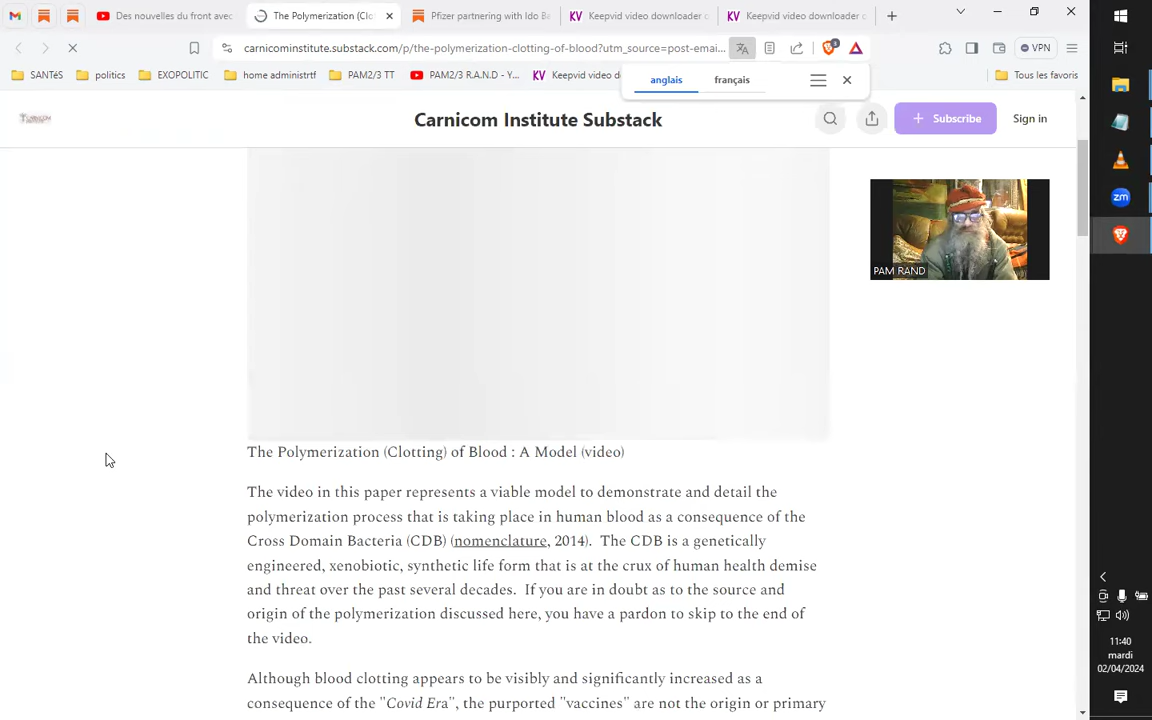 Des nouvelles du front avec
The Polymerization (Clo
Pfizer partnering with Ido Ba
Keepvid video downloader o
Keepvid video downloader o
carnicominstitute.substack.com/p/the-polymerization-clotting-of-blood?utm_source=post-emai...
3
VPN
SANTéS
politics
EXOPOLITIC
home administrtf
PAM2/3 TT
PAM2/3 R.A.N.D - Y...
Keepvid video do
Tous les favoris
anglais
français
Carnicom Institute Substack
Subscribe
Sign in
PAM RAND
The Polymerization (Clotting) of Blood : A Model (video)
The video in this paper represents a viable model to demonstrate and detail the
polymerization process that is taking place in human blood as a consequence of the
Cross Domain Bacteria (CDB) (nomenclature, 2014).  The CDB is a genetically
engineered, xenobiotic, synthetic life form that is at the crux of human health demise
and threat over the past several decades.  If you are in doubt as to the source and
origin of the polymerization discussed here, you have a pardon to skip to the end of
the video.
Although blood clotting appears to be visibly and significantly increased as a
consequence of the "Covid Era", the purported "vaccines" are not the origin or primary
zm
11:40
mardi
02/04/2024